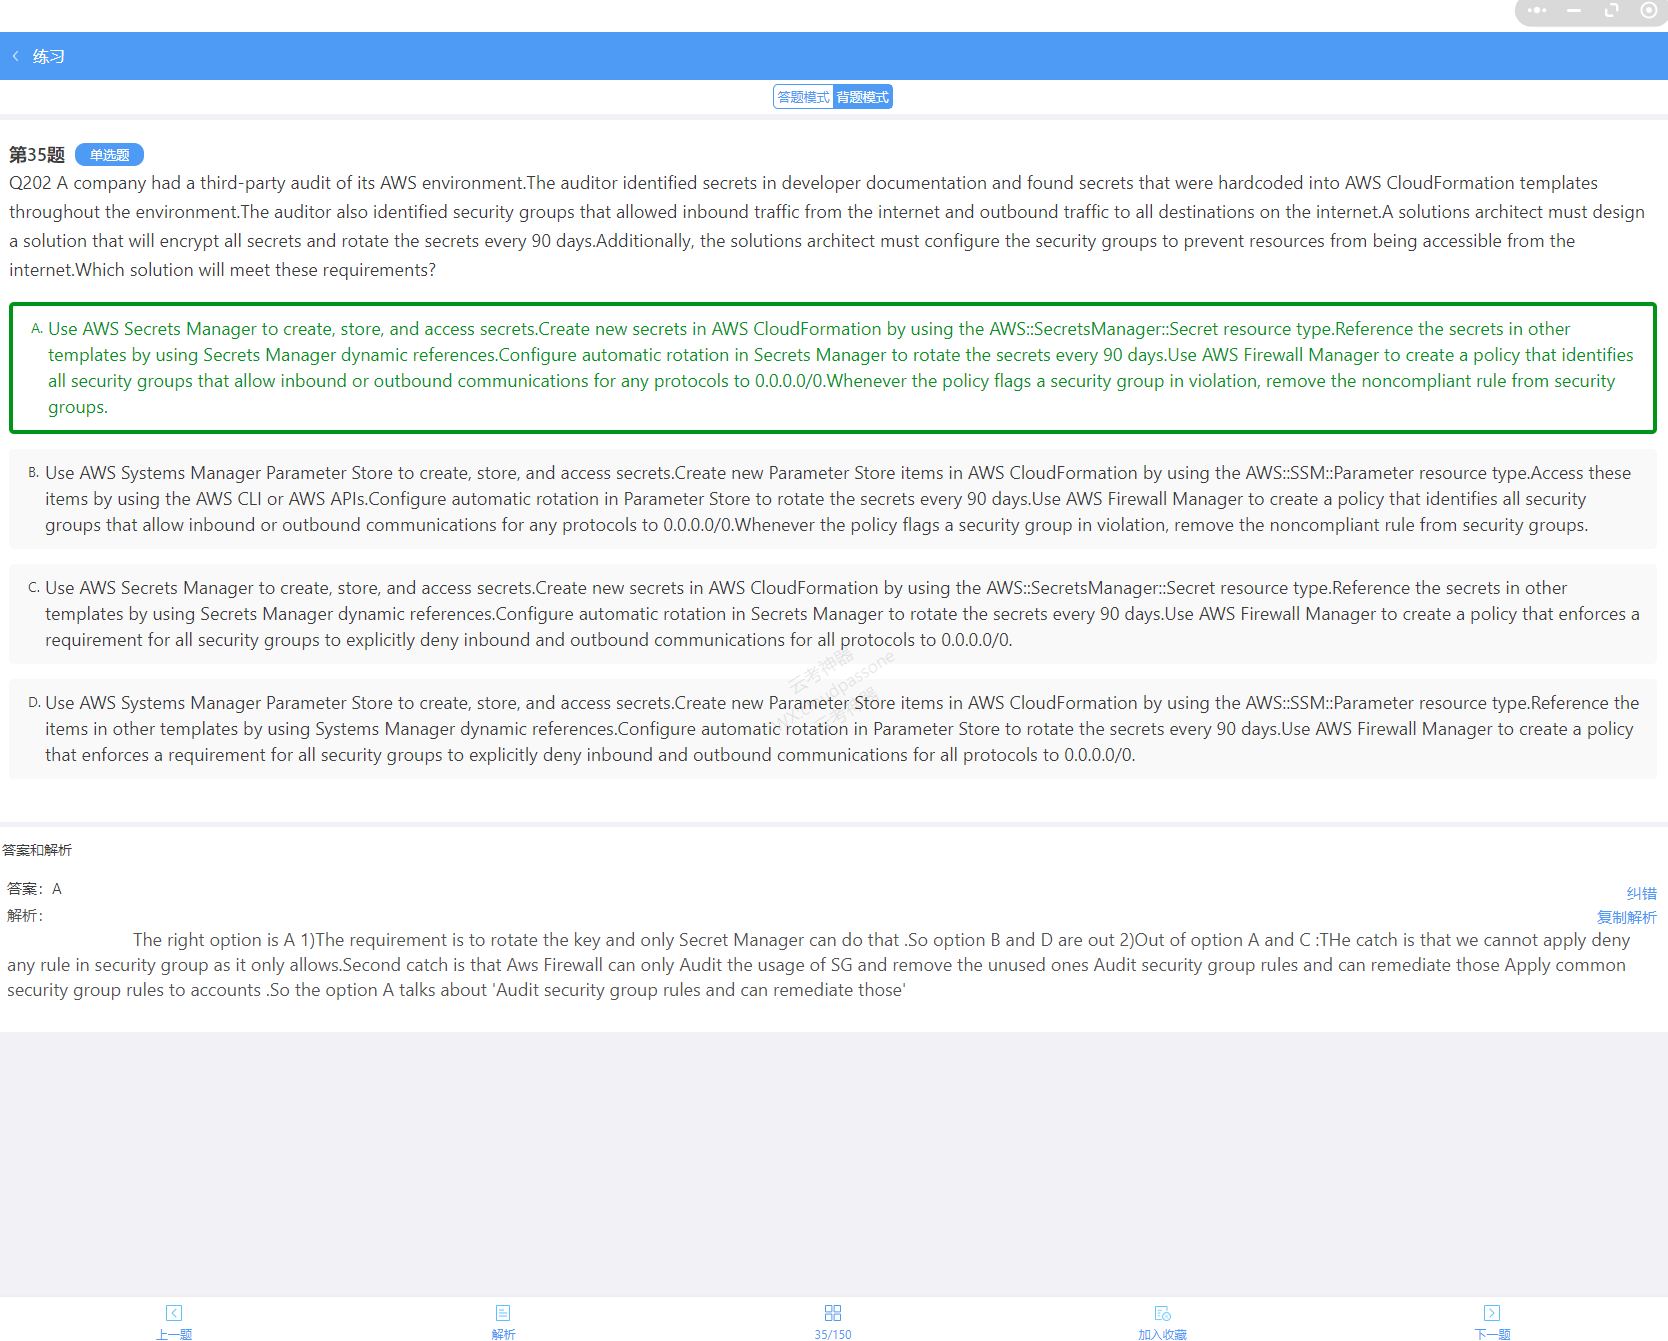 练习
答题模式 背题模式
第35题 单选题
Q202 A company had a third-party audit of its AWS environment.The auditor identified secrets in developer documentation and found secrets that were hardcoded into AWS CloudFormation templates
throughout the environment.The auditor also identified security groups that allowed inbound traffic from the internet and outbound traffic to all destinations on the internet.A solutions architect must design
a solution that will encrypt all secrets and rotate the secrets every 90 days.Additionally, the solutions architect must configure the security groups to prevent resources from being accessible from the
internet.Which solution will meet these requirements?
A. Use AWS Secrets Manager to create, store, and access secrets.Create new secrets in AWS CloudFormation by using the AWS::SecretsManager::Secret resource type.Reference the secrets in other
templates by using Secrets Manager dynamic references.Configure automatic rotation in Secrets Manager to rotate the secrets every 90 days.Use AWS Firewall Manager to create a policy that identifies
all security groups that allow inbound or outbound communications for any protocols to 0.0.0.0/0.Whenever the policy flags a security group in violation, remove the noncompliant rule from security
groups.
B. Use AWS Systems Manager Parameter Store to create, store, and access secrets.Create new Parameter Store items in AWS CloudFormation by using the AWS::SSM::Parameter resource type.Access these
items by using the AWS CLI or AWS APIs.Configure automatic rotation in Parameter Store to rotate the secrets every 90 days.Use AWS Firewall Manager to create a policy that identifies all security
groups that allow inbound or outbound communications for any protocols to 0.0.0.0/0.Whenever the policy flags a security group in violation, remove the noncompliant rule from security groups.
C. Use AWS Secrets Manager to create, store, and access secrets.Create new secrets in AWS CloudFormation by using the AWS::SecretsManager::Secret resource type.Reference the secrets in other
templates by using Secrets Manager dynamic references.Configure automatic rotation in Secrets Manager to rotate the secrets every 90 days.Use AWS Firewall Manager to create a policy that enforces a
requirement for all security groups to explicitly deny inbound and outbound communications for all protocols to 0.0.0.0/0.
D. Use AWS Systems Manager Parameter Store to create, store, and access secrets.Create new Parameter Store items in AWS CloudFormation by using the AWS::SSM::Parameter resource type.Reference the
items in other templates by using Systems Manager dynamic references.Configure automatic rotation in Parameter Store to rotate the secrets every 90 days.Use AWS Firewall Manager to create a policy
that enforces a requirement for all security groups to explicitly deny inbound and outbound communications for all protocols to 0.0.0.0/0.
云考神器
答案和解析
答案：A
纠错
解析：
复制解析
The right option is A 1)The requirement is to rotate the key and only Secret Manager can do that .So option B and D are out 2)Out of option A and C :THe catch is that we cannot apply deny
any rule in security group as it only allows.Second catch is that Aws Firewall can only Audit the usage of SG and remove the unused ones Audit security group rules and can remediate those Apply common
security group rules to accounts .So the option A talks about 'Audit security group rules and can remediate those'
上一题 解析 35/150 加入收藏 下一题